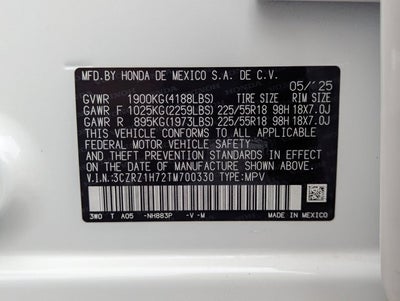 MFD.BY HONDA DE MEXICO S.A. DE C.V.
05/'25
GVWR 1900KG(4188LBS) TIRE SIZE RIM SIZE
GAWR F 1025KG(2259LBS) 225/55R18 98H 18X7.0J
GAWR R 895KG(1973LBS) 225/55R18 98H 18X7.0J
THIS VEHICLE CONFORMS TO ALL APPLICABLE
FEDERAL MOTOR VEHICLE SAFETY AND
THEFT PREVENTION STANDARDS IN EFFECT ON
THE DATE OF MANUFACTURE SHOWN ABOVE.
V.I.N.:3CZRZ1H72TM700330 TYPE:MPV
3W0 T A05 -NH883P -V-M MADE IN MEXICO